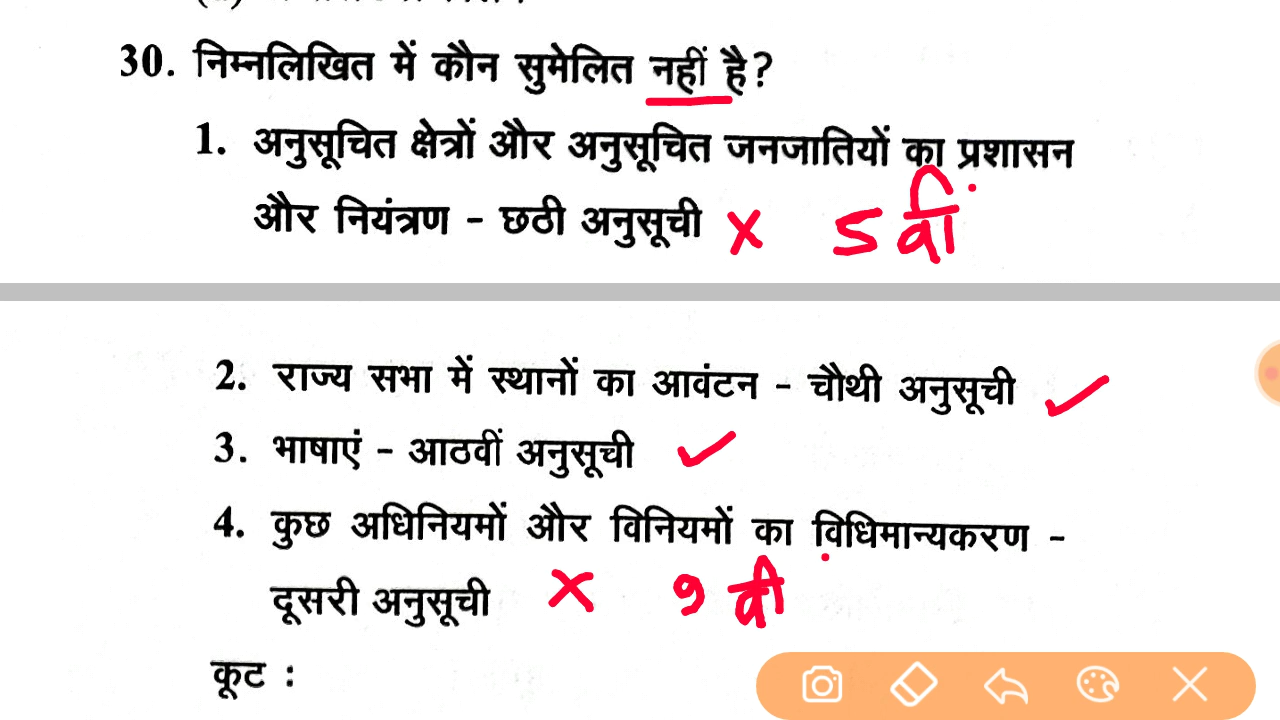 30. निम्नलिखित में कौन सुमेलित नहीं है?
1. अनुसूचित क्षेत्रों और अनुसूचित जनजातियों का प्रशासन
और नियंत्रण - छठी अनुसूची × 5वीं
2. राज्य सभा में स्थानों का आवंटन - चौथी अनुसूची ✓
3. भाषाएं - आठवीं अनुसूची ✓
4. कुछ अधिनियमों और विनियमों का विधिमान्यकरण -
दूसरी अनुसूची × 9वीं
कूट :